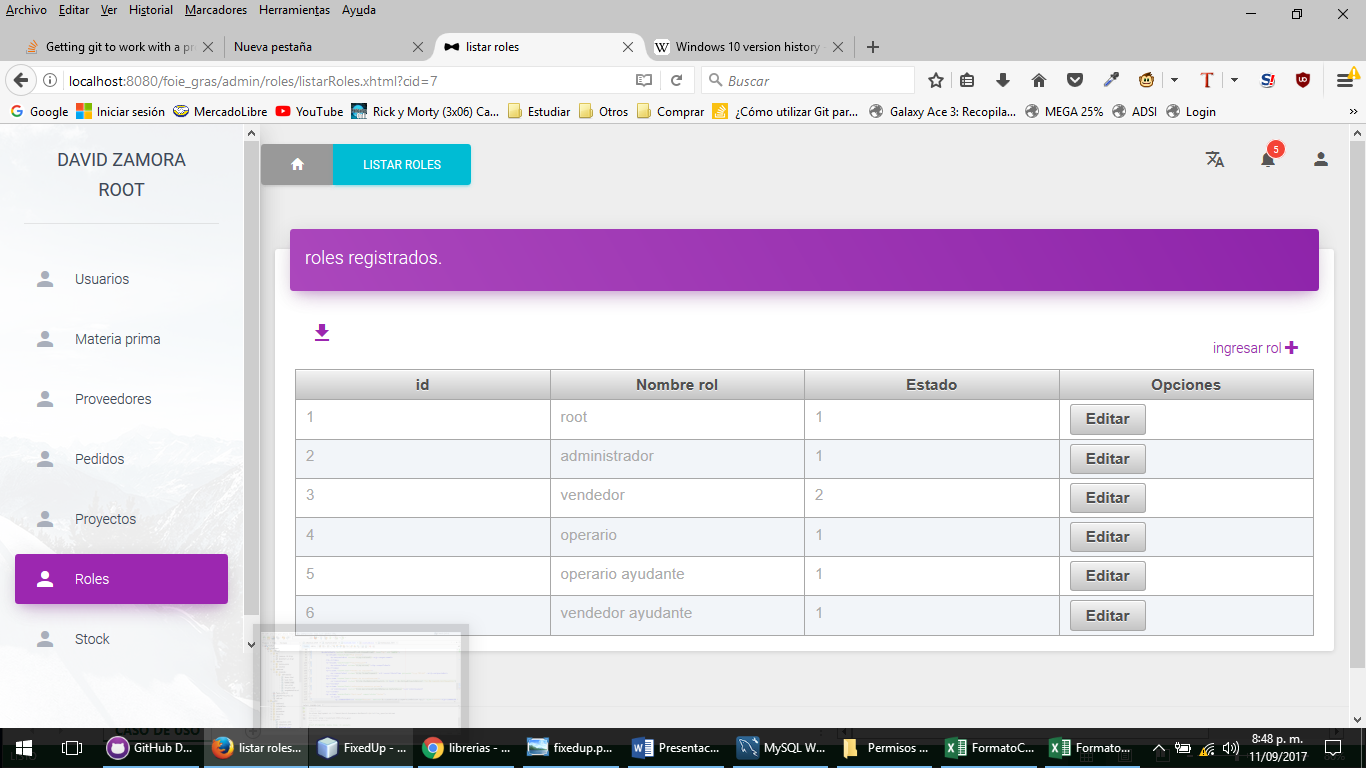 Archivo Editar Ver Historial Marcadores Herramientas Ayuda
Getting git to work with a pr
Nueva pestaña
listar roles
Windows 10 version history
localhost:8080/foie_gras/admin/roles/listarRoles.xhtml?cid=7
Buscar
Google
Iniciar sesión
MercadoLibre
YouTube
Rick y Morty (3x06) Ca...
Estudiar
Otros
Comprar
¿Cómo utilizar Git par...
Galaxy Ace 3: Recopila...
MEGA 25%
ADSI
Login
DAVID ZAMORA
ROOT
LISTAR ROLES
5
Usuarios
Materia prima
Proveedores
Pedidos
Proyectos
Roles
Stock
roles registrados.
ingresar rol
id Nombre rol Estado Opciones
1 root 1 Editar
2 administrador 1 Editar
3 vendedor 2 Editar
4 operario 1 Editar
5 operario ayudante 1 Editar
6 vendedor ayudante 1 Editar
CASO DE USO
GitHub D...
listar roles...
FixedUp - ...
librerias - ...
fixedup.p...
Presentac...
MySQL W...
Permisos ...
FormatoC...
Formato...
8:48 p. m.
11/09/2017